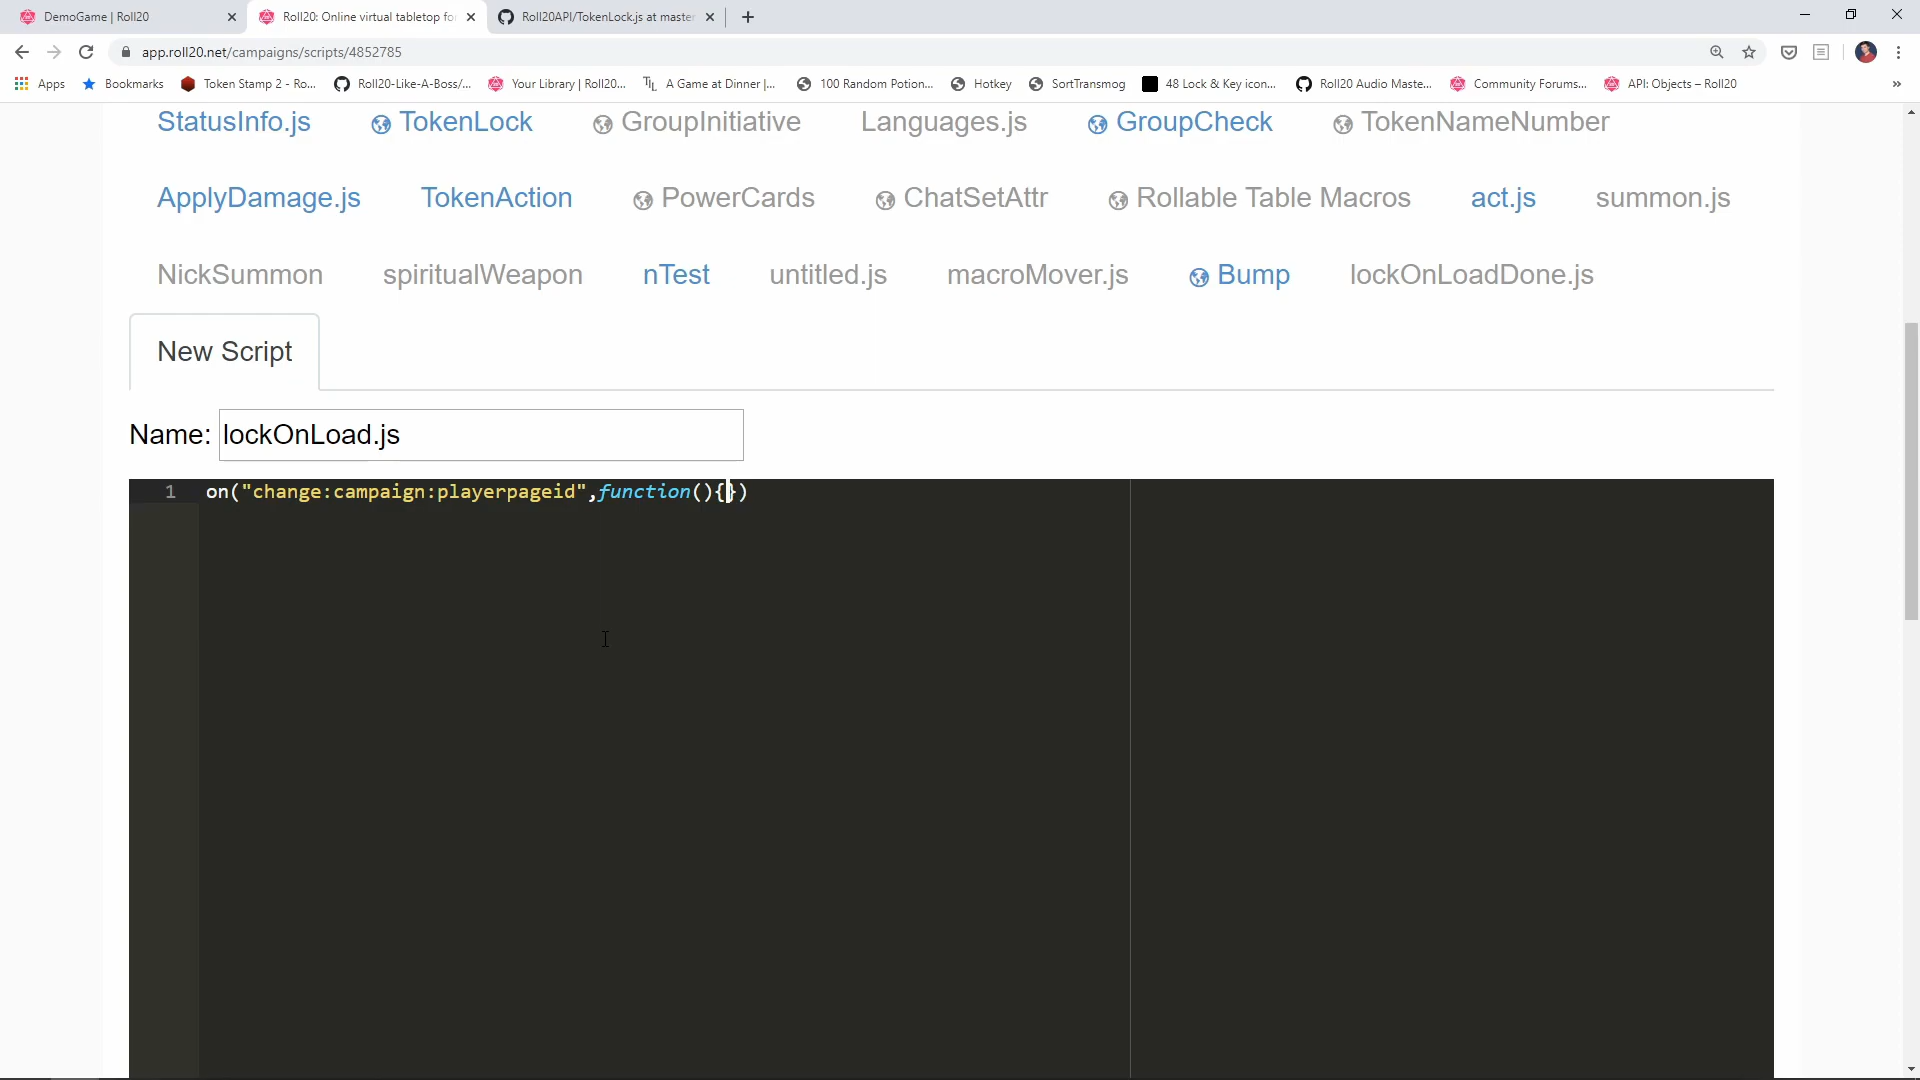 DemoGame | Roll20
Roll20: Online virtual tabletop fo
Roll20API/TokenLock.js at master
app.roll20.net/campaigns/scripts/4852785
Apps Bookmarks Token Stamp 2 - Ro... Roll20-Like-A-Boss/... Your Library | Roll20... A Game at Dinner |... 100 Random Potion... Hotkey SortTransmog 48 Lock & Key icon... Roll20 Audio Maste... Community Forums... API: Objects – Roll20 »
StatusInfo.js TokenLock GroupInitiative Languages.js GroupCheck TokenNameNumber
ApplyDamage.js TokenAction PowerCards ChatSetAttr Rollable Table Macros act.js summon.js
NickSummon spiritualWeapon nTest untitled.js macroMover.js Bump lockOnLoadDone.js
New Script
Name: lockOnLoad.js
1 on("change:campaign:playerpageid",function(){})